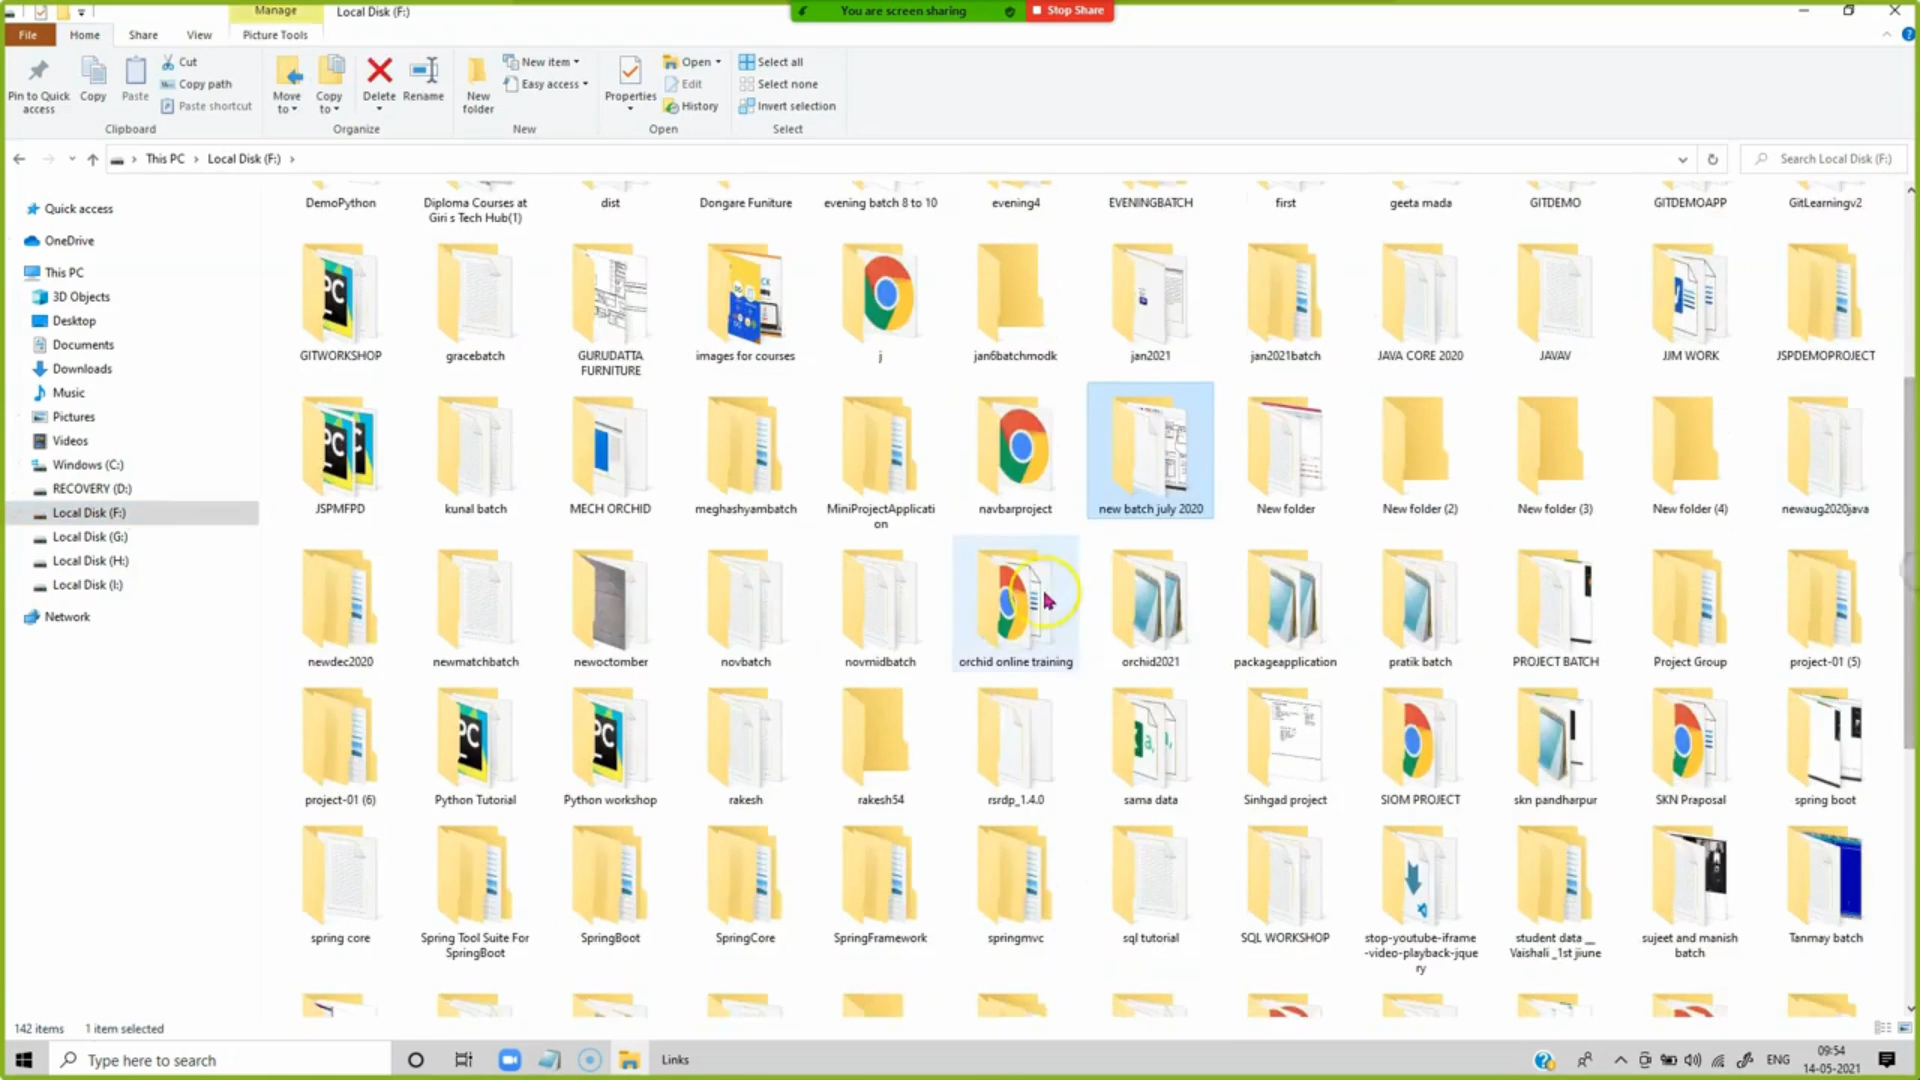 Manage
Local Disk (F:)
You are screen sharing
Stop Share
File
Home
Share
View
Picture Tools
Pin to Quick
access
Copy
Paste
Cut
Copy path
Paste shortcut
Clipboard
Move
to
Copy
to
Delete
Rename
Organize
New
folder
New item
Easy access
New
Properties
Open
Edit
History
Open
Select all
Select none
Invert selection
Select
This PC
Local Disk (F:)
Search Local Disk (F:)
Quick access
OneDrive
This PC
3D Objects
Desktop
Documents
Downloads
Music
Pictures
Videos
Windows (C:)
RECOVERY (D:)
Local Disk (F:)
Local Disk (G:)
Local Disk (H:)
Local Disk (I:)
Network
DemoPython
Diploma Courses at
Giri s Tech Hub(1)
dist
Dongare Funiture
evening batch 8 to 10
evening4
EVENINGBATCH
first
geeta mada
GITDEMO
GITDEMOAPP
GitLearningv2
GITWORKSHOP
gracebatch
GURUDATTA
FURNITURE
images for courses
j
jan6batchmodk
jan2021
jan2021batch
JAVA CORE 2020
JAVAV
JJM WORK
JSPDEMOPROJECT
JSPMFPD
kunal batch
MECH ORCHID
meghashyambatch
MiniProjectApplicati
on
navbarproject
new batch july 2020
New folder
New folder (2)
New folder (3)
New folder (4)
newaug2020java
newdec2020
newmatchbatch
newoctomber
novbatch
novmidbatch
orchid online training
orchid2021
packageapplication
pratik batch
PROJECT BATCH
Project Group
project-01 (5)
project-01 (6)
Python Tutorial
Python workshop
rakesh
rakesh54
rsrdp_1.4.0
sama data
Sinhgad project
SIOM PROJECT
skn pandharpur
SKN Praposal
spring boot
spring core
Spring Tool Suite For
SpringBoot
SpringBoot
SpringCore
SpringFramework
springmvc
sql tutorial
SQL WORKSHOP
stop-youtube-iframe
-video-playback-jque
ry
student data __
Vaishali _1st jiune
sujeet and manish
batch
Tanmay batch
142 items
1 item selected
Type here to search
Links
ENG
09:54
14-05-2021